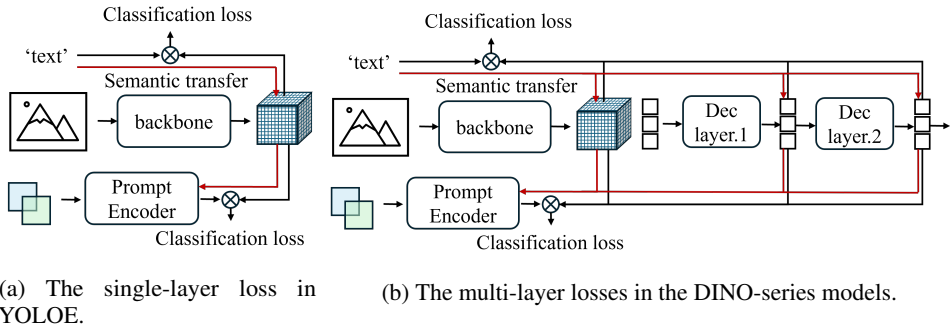 Classification loss
'text'
Semantic transfer
backbone
Prompt
Encoder
Classification loss
(a) The single-layer loss in
YOLOE.
Classification loss
'text'
Semantic transfer
backbone
Dec
layer.1
Dec
layer.2
Prompt
Encoder
Classification loss
(b) The multi-layer losses in the DINO-series models.